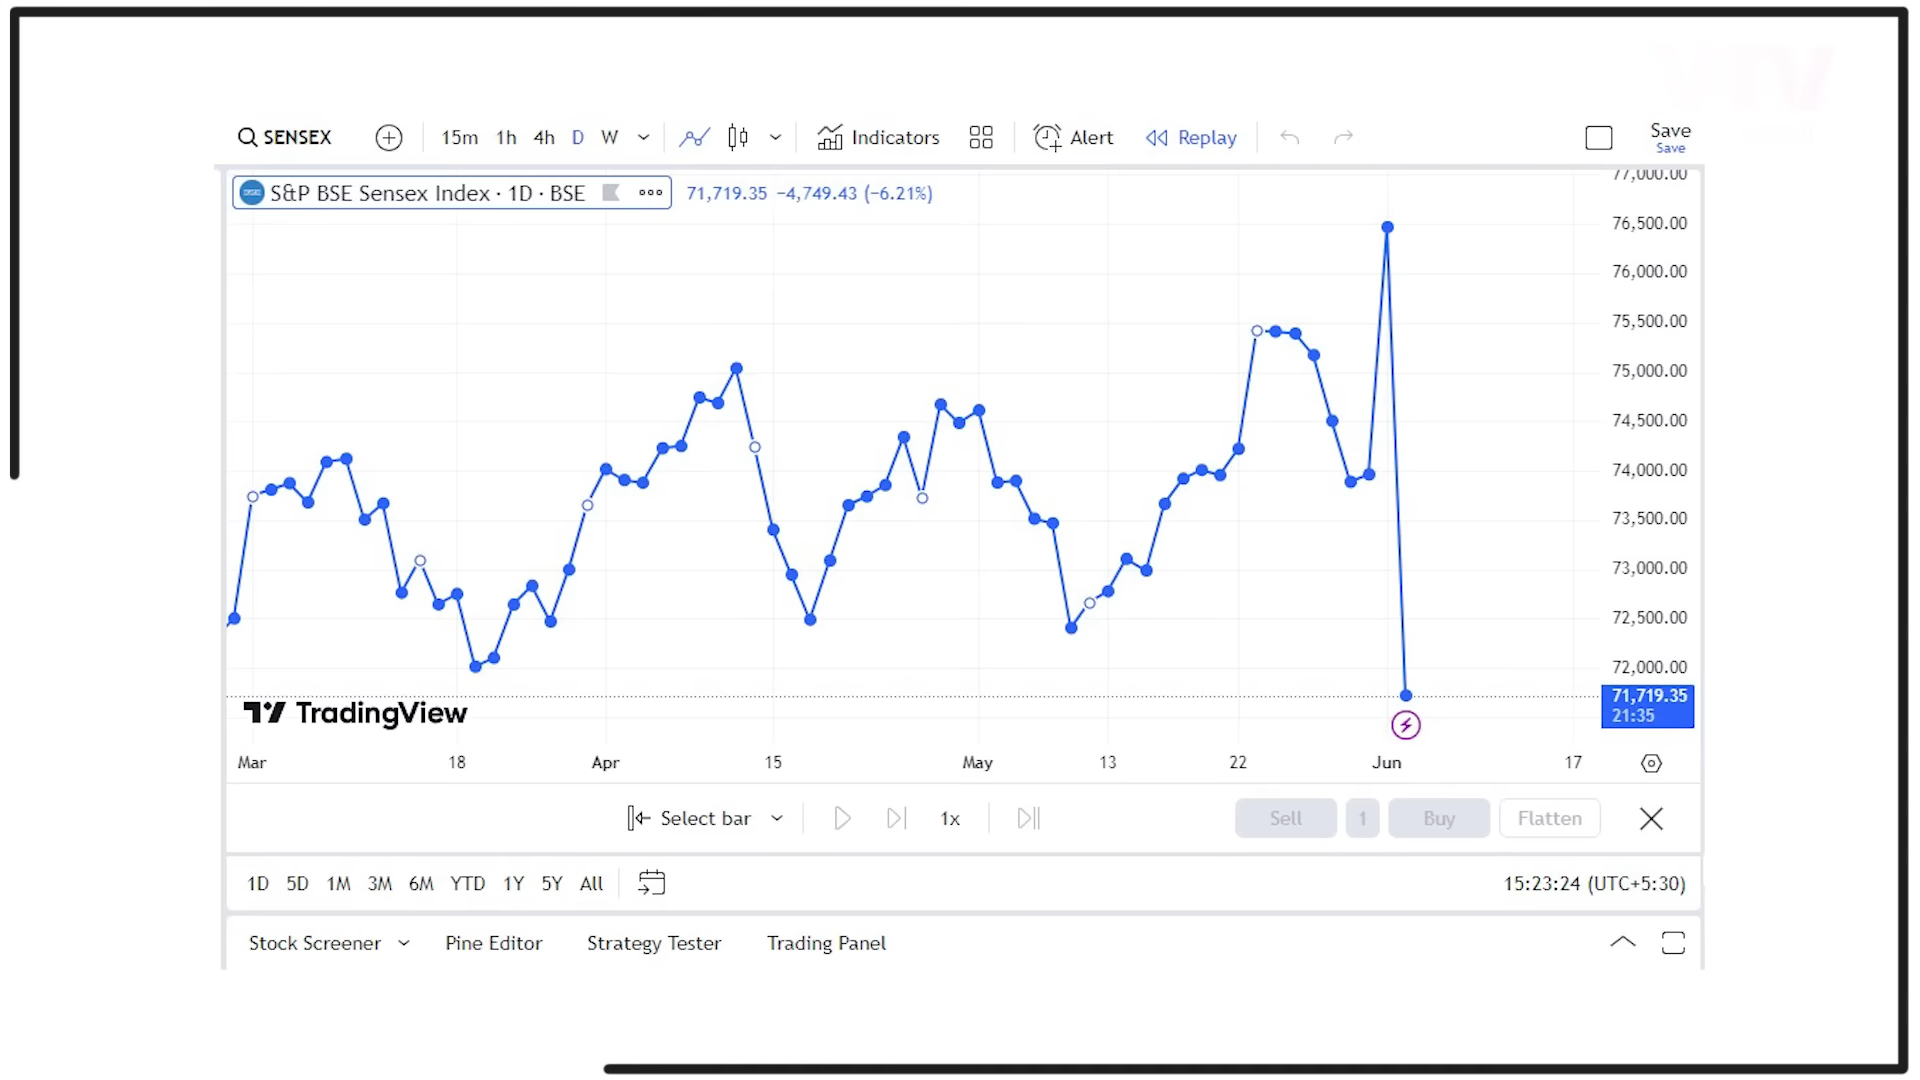 SENSEX 15m 1h 4h D W Indicators Alert Replay Save
Save
S&P BSE Sensex Index · 1D · BSE 71,719.35 −4,749.43 (−6.21%)
77,000.00
76,500.00
76,000.00
75,500.00
75,000.00
74,500.00
74,000.00
73,500.00
73,000.00
72,500.00
72,000.00
71,719.35
21:35
TradingView
Mar 18 Apr 15 May 13 22 Jun 17
Select bar 1x Sell 1 Buy Flatten
1D 5D 1M 3M 6M YTD 1Y 5Y All 15:23:24 (UTC+5:30)
Stock Screener Pine Editor Strategy Tester Trading Panel